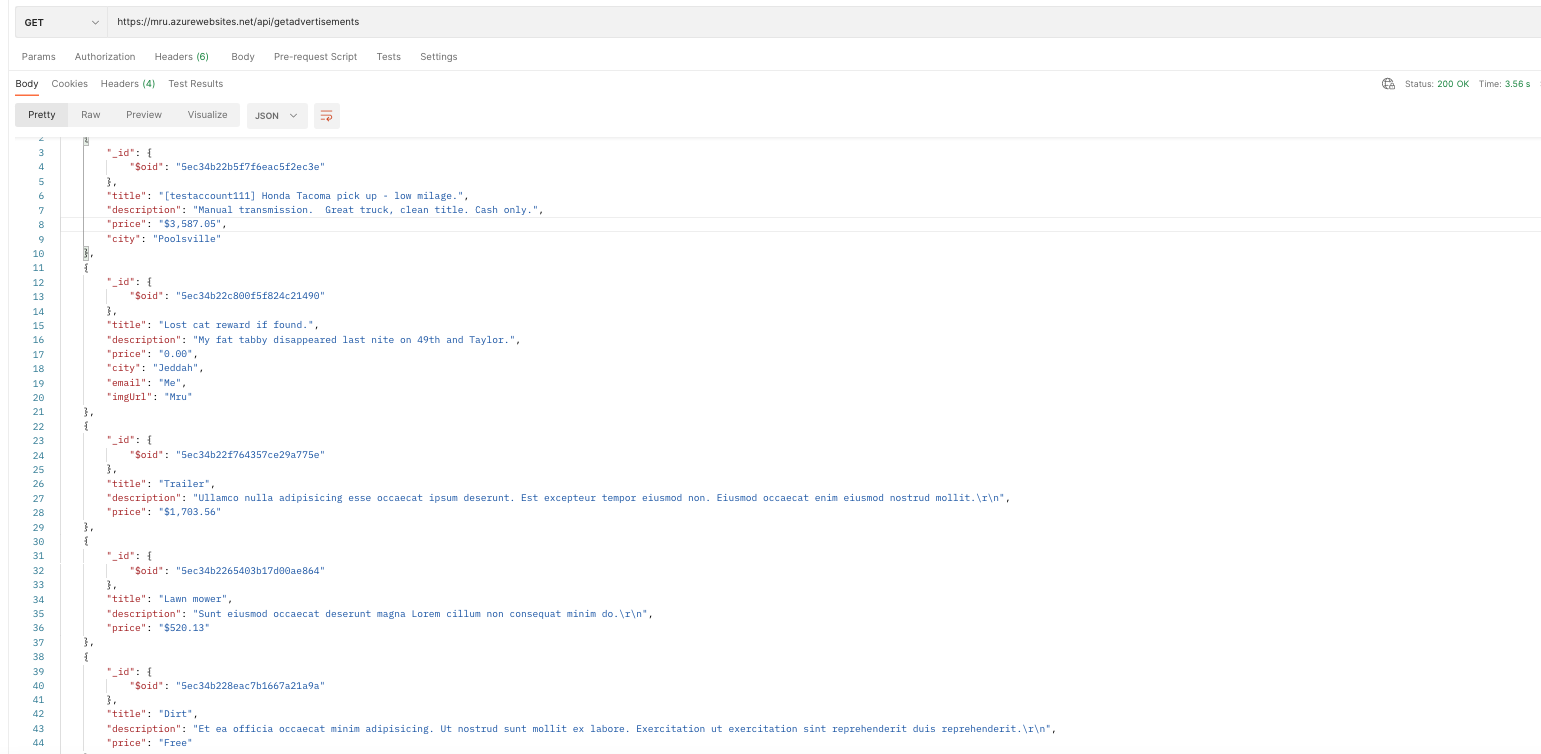 GET https://mru.azurewebsites.net/api/getadvertisements
Params Authorization Headers (6) Body Pre-request Script Tests Settings
Body Cookies Headers (4) Test Results Status: 200 OK Time: 3.56 s
Pretty Raw Preview Visualize JSON
2 {
3 "_id": {
4 "$oid": "5ec34b22b5f7f6eac5f2ec3e"
5 },
6 "title": "[testaccount111] Honda Tacoma pick up - low milage.",
7 "description": "Manual transmission.  Great truck, clean title. Cash only.",
8 "price": "$3,587.05",
9 "city": "Poolsville"
10 },
11 {
12 "_id": {
13 "$oid": "5ec34b22c800f5f824c21490"
14 },
15 "title": "Lost cat reward if found.",
16 "description": "My fat tabby disappeared last nite on 49th and Taylor.",
17 "price": "0.00",
18 "city": "Jeddah",
19 "email": "Me",
20 "imgUrl": "Mru"
21 },
22 {
23 "_id": {
24 "$oid": "5ec34b22f764357ce29a775e"
25 },
26 "title": "Trailer",
27 "description": "Ullamco nulla adipisicing esse occaecat ipsum deserunt. Est excepteur tempor eiusmod non. Eiusmod occaecat enim eiusmod nostrud mollit.\r\n",
28 "price": "$1,703.56"
29 },
30 {
31 "_id": {
32 "$oid": "5ec34b2265403b17d00ae864"
33 },
34 "title": "Lawn mower",
35 "description": "Sunt eiusmod occaecat deserunt magna Lorem cillum non consequat minim do.\r\n",
36 "price": "$520.13"
37 },
38 {
39 "_id": {
40 "$oid": "5ec34b228eac7b1667a21a9a"
41 },
42 "title": "Dirt",
43 "description": "Et ea officia occaecat minim adipisicing. Ut nostrud sunt mollit ex labore. Exercitation ut exercitation sint reprehenderit duis reprehenderit.\r\n",
44 "price": "Free"